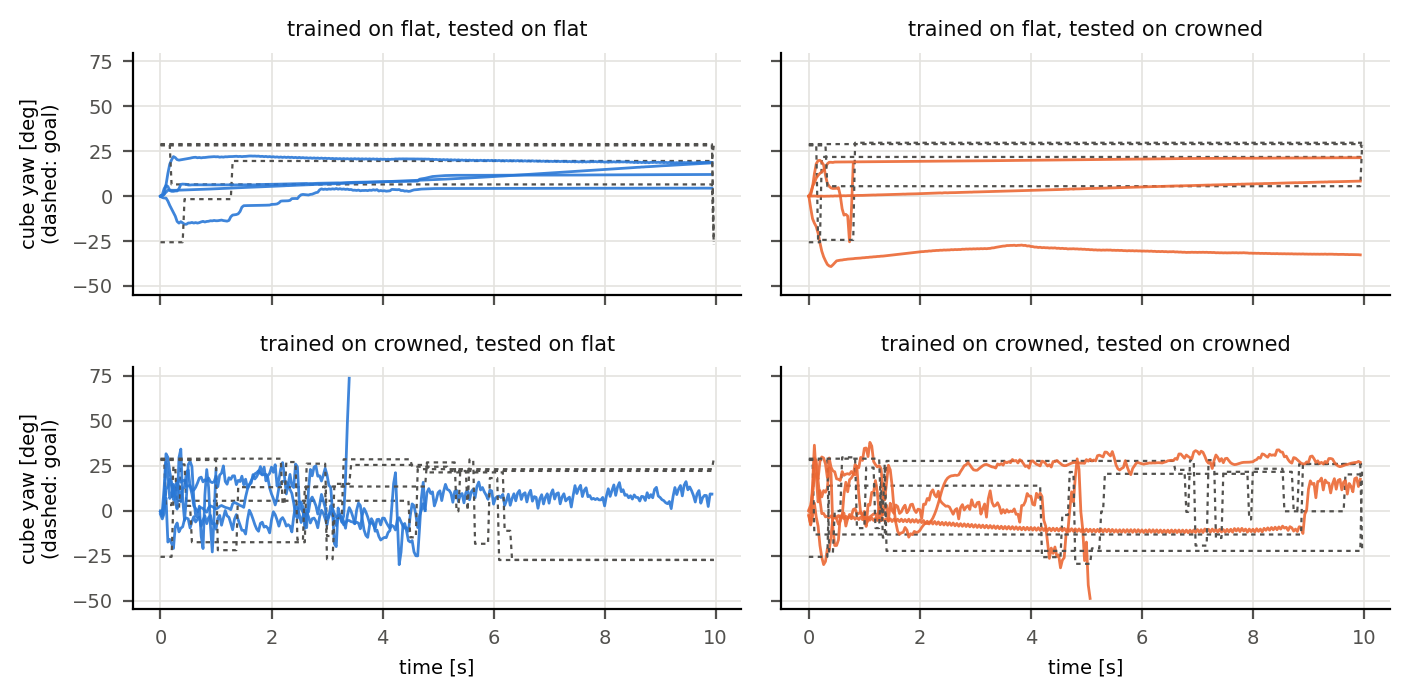 trained on flat, tested on flat
trained on flat, tested on crowned
75
50
25
0
−25
−50
cube yaw [deg]
(dashed: goal)
trained on crowned, tested on flat
trained on crowned, tested on crowned
75
50
25
0
−25
−50
cube yaw [deg]
(dashed: goal)
0 2 4 6 8 10
0 2 4 6 8 10
time [s]
time [s]